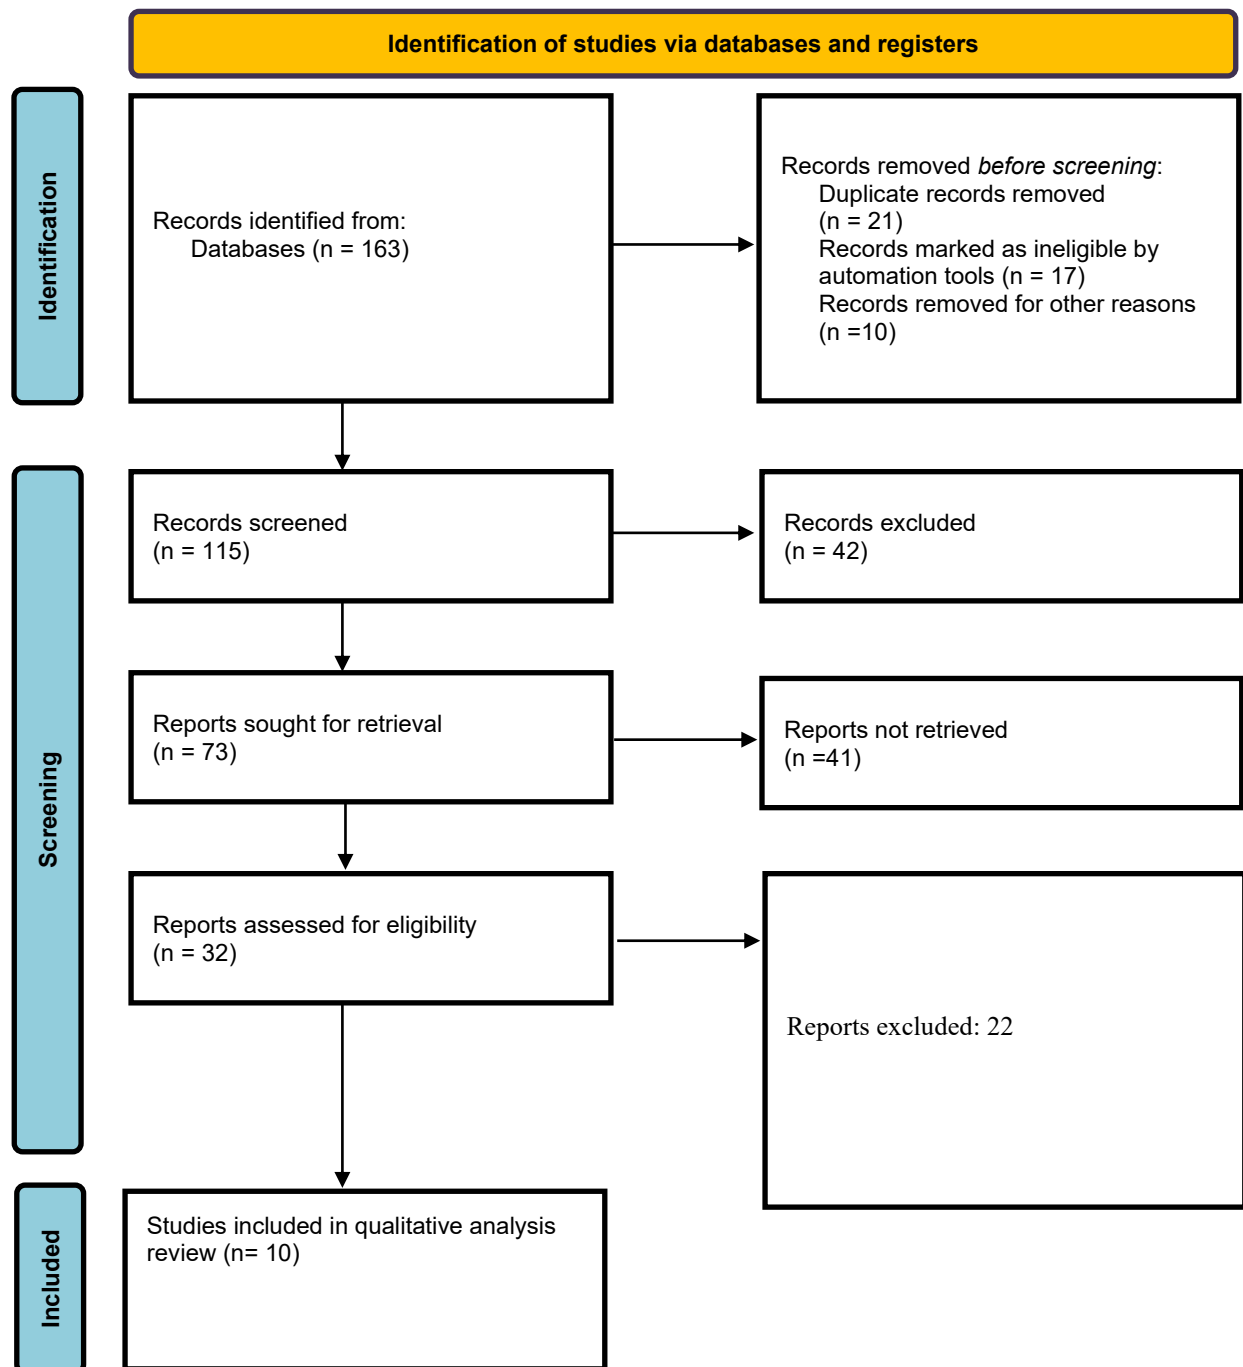 Identification of studies via databases and registers
Identification
Records identified from:
Databases (n = 163)
Records removed before screening:
Duplicate records removed
(n = 21)
Records marked as ineligible by
automation tools (n = 17)
Records removed for other reasons
(n =10)
Screening
Records screened
(n = 115)
Records excluded
(n = 42)
Reports sought for retrieval
(n = 73)
Reports not retrieved
(n =41)
Reports assessed for eligibility
(n = 32)
Reports excluded: 22
Included
Studies included in qualitative analysis
review (n= 10)